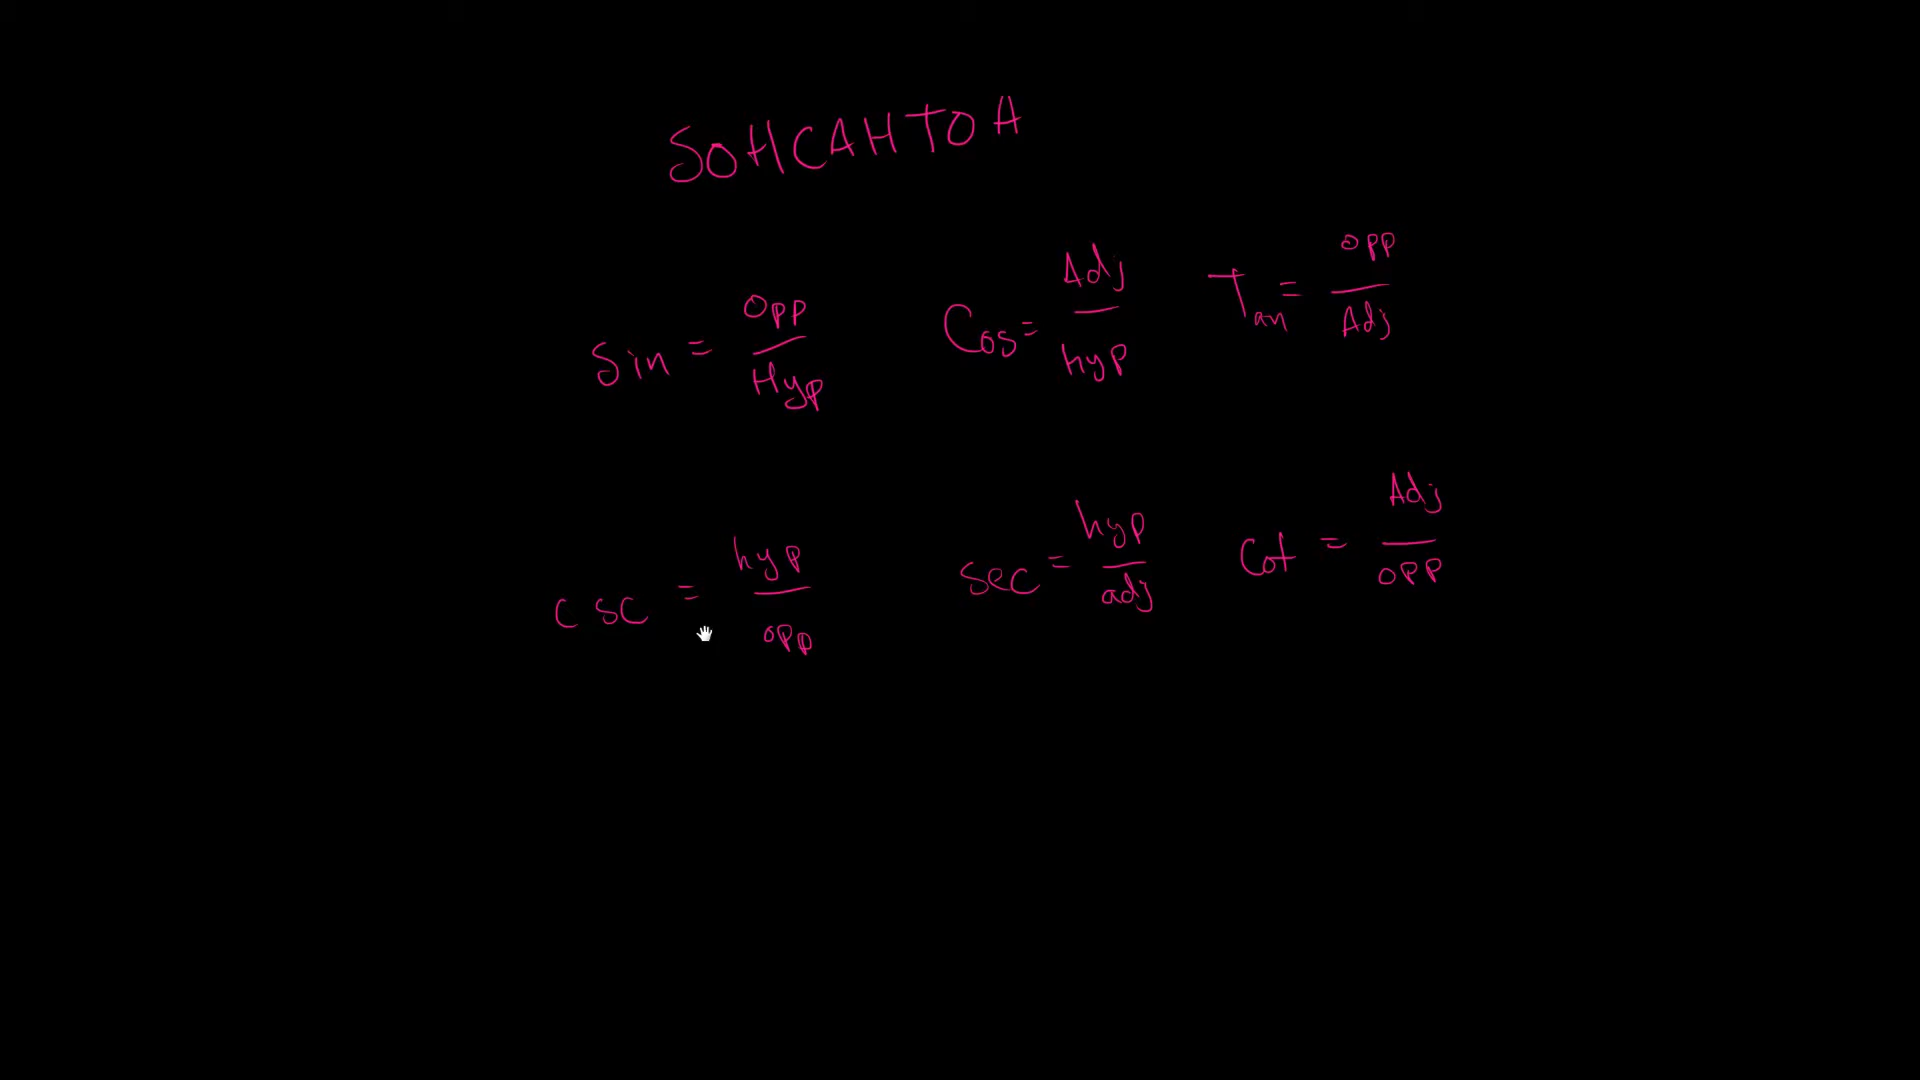 SOHCAHTOA
Sin = Opp / Hyp
Cos = Adj / hyp
Tan = opp / Adj
csc = hyp / opp
Sec = hyp / adj
Cot = Adj / opp